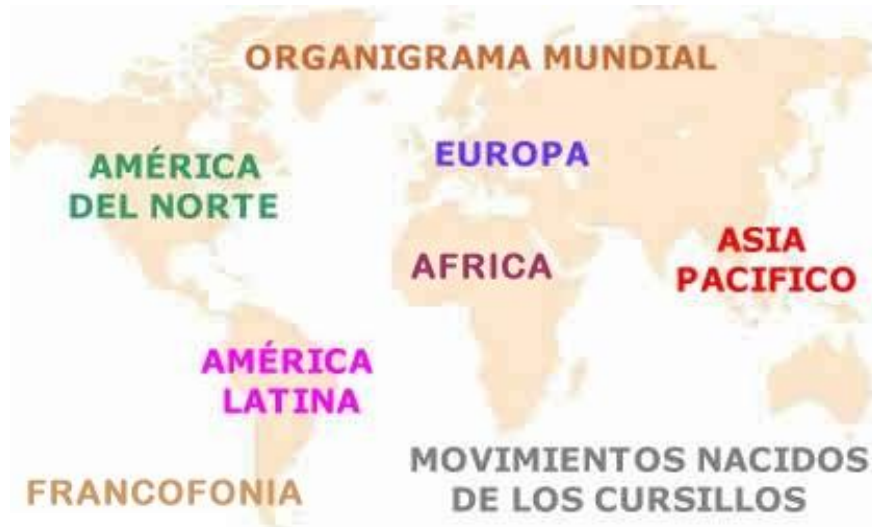 ORGANIGRAMA MUNDIAL
AMÉRICA
DEL NORTE
EUROPA
AFRICA
ASIA
PACIFICO
AMÉRICA
LATINA
FRANCOFONIA
MOVIMIENTOS NACIDOS
DE LOS CURSILLOS